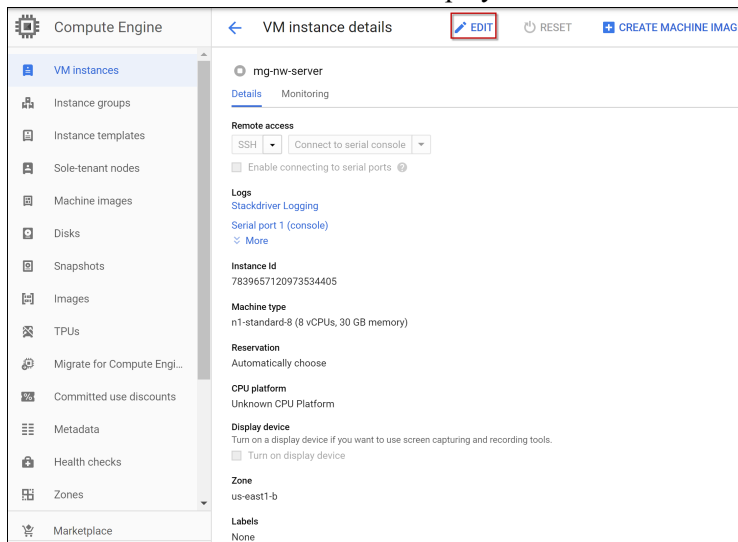 Compute Engine
VM instances
Instance groups
Instance templates
Sole-tenant nodes
Machine images
Disks
Snapshots
Images
TPUs
Migrate for Compute Engi...
Committed use discounts
Metadata
Health checks
Zones
Marketplace
VM instance details
EDIT
RESET
CREATE MACHINE IMAG
mg-nw-server
Details Monitoring
Remote access
SSH Connect to serial console
Enable connecting to serial ports
Logs
Stackdriver Logging
Serial port 1 (console)
More
Instance Id
7839657120973534405
Machine type
n1-standard-8 (8 vCPUs, 30 GB memory)
Reservation
Automatically choose
CPU platform
Unknown CPU Platform
Display device
Turn on a display device if you want to use screen capturing and recording tools.
Turn on display device
Zone
us-east1-b
Labels
None